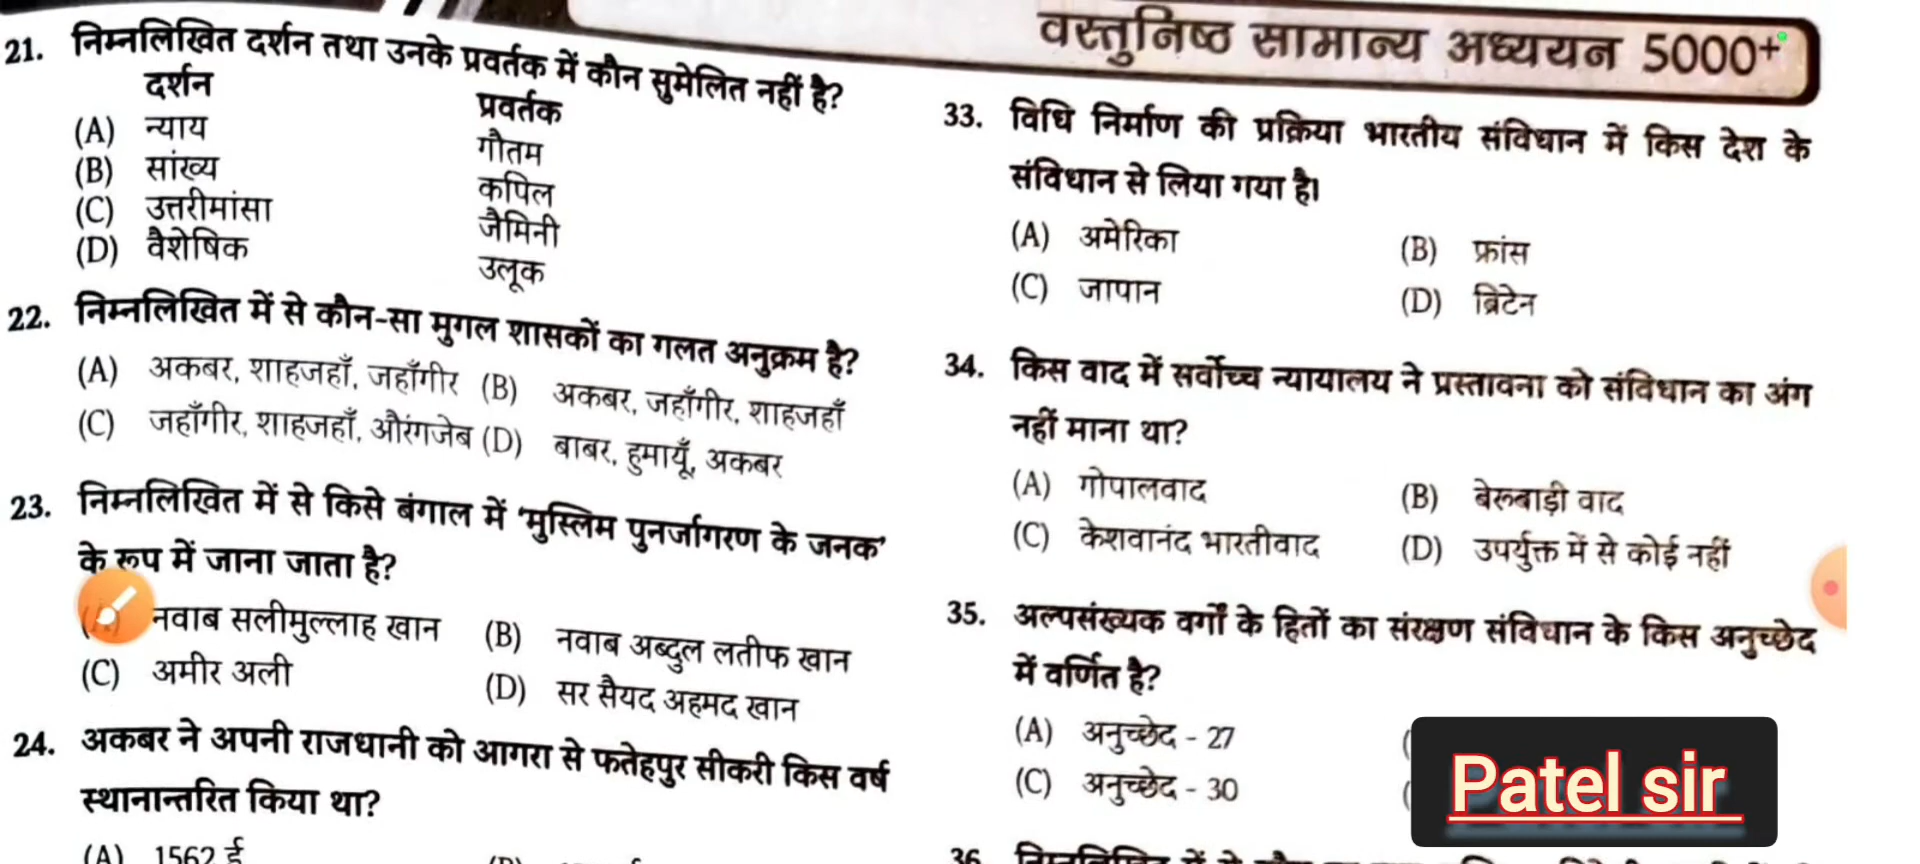 वस्तुनिष्ठ सामान्य अध्ययन 5000+
21. निम्नलिखित दर्शन तथा उनके प्रवर्तक में कौन सुमेलित नहीं है?
दर्शन प्रवर्तक
(A) न्याय गौतम
(B) सांख्य कपिल
(C) उत्तरीमांसा जैमिनी
(D) वैशेषिक उलूक
22. निम्नलिखित में से कौन-सा मुगल शासकों का गलत अनुक्रम है?
(A) अकबर, शाहजहाँ, जहाँगीर (B) अकबर, जहाँगीर, शाहजहाँ
(C) जहाँगीर, शाहजहाँ, औरंगजेब (D) बाबर, हुमायूँ, अकबर
23. निम्नलिखित में से किसे बंगाल में ‘मुस्लिम पुनर्जागरण के जनक’
के रूप में जाना जाता है?
नवाब सलीमुल्लाह खान (B) नवाब अब्दुल लतीफ खान
(C) अमीर अली (D) सर सैयद अहमद खान
24. अकबर ने अपनी राजधानी को आगरा से फतेहपुर सीकरी किस वर्ष
स्थानान्तरित किया था?
(A) 1562 ई
33. विधि निर्माण की प्रक्रिया भारतीय संविधान में किस देश के
संविधान से लिया गया है।
(A) अमेरिका (B) फ्रांस
(C) जापान (D) ब्रिटेन
34. किस वाद में सर्वोच्च न्यायालय ने प्रस्तावना को संविधान का अंग
नहीं माना था?
(A) गोपालवाद (B) बेरूबाड़ी वाद
(C) केशवानंद भारतीवाद (D) उपर्युक्त में से कोई नहीं
35. अल्पसंख्यक वर्गों के हितों का संरक्षण संविधान के किस अनुच्छेद
में वर्णित है?
(A) अनुच्छेद - 27
(C) अनुच्छेद - 30
Patel sir
36